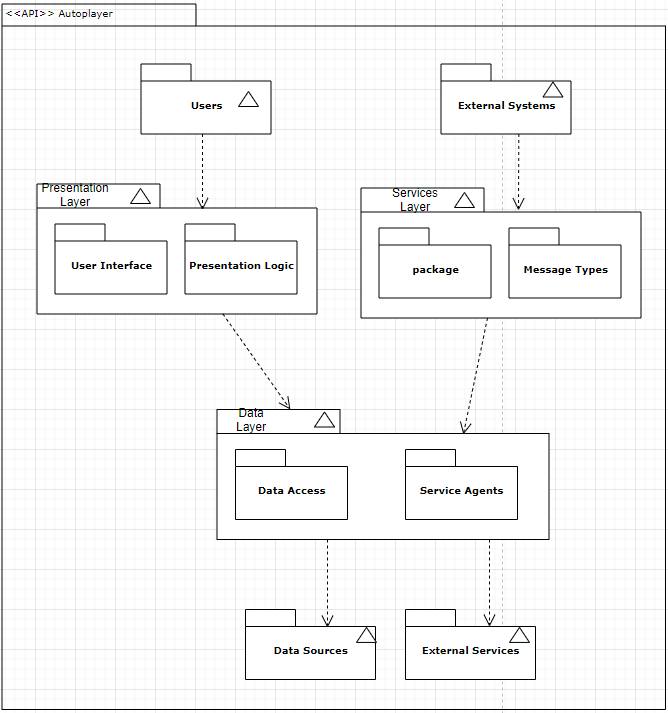 <<API>> Autoplayer
Users
External Systems
Presentation
Layer
Services
Layer
User Interface
Presentation Logic
package
Message Types
Data
Layer
Data Access
Service Agents
Data Sources
External Services